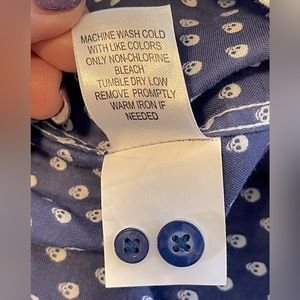 MACHINE WASH COLD
WITH LIKE COLORS
ONLY NON-CHLORINE
BLEACH
TUMBLE DRY LOW
REMOVE PROMPTLY
WARM IRON IF
NEEDED